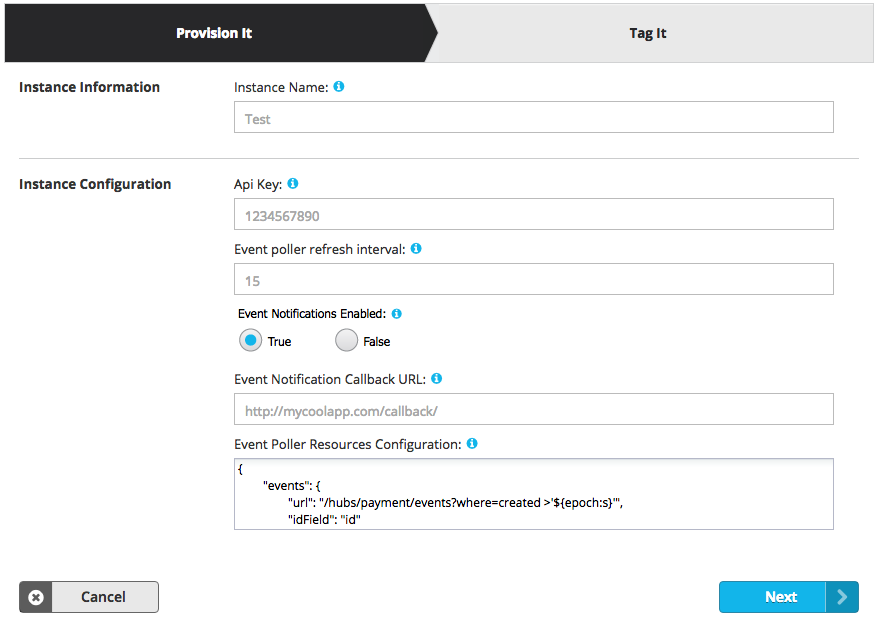 Provision It
Tag It
Instance Information
Instance Name:
Test
Instance Configuration
Api Key:
1234567890
Event poller refresh interval:
15
Event Notifications Enabled:
True
False
Event Notification Callback URL:
http://mycoolapp.com/callback/
Event Poller Resources Configuration:
{
"events": {
"url": "/hubs/payment/events?where=created >'${epoch:s}'",
"idField": "id"
Cancel
Next